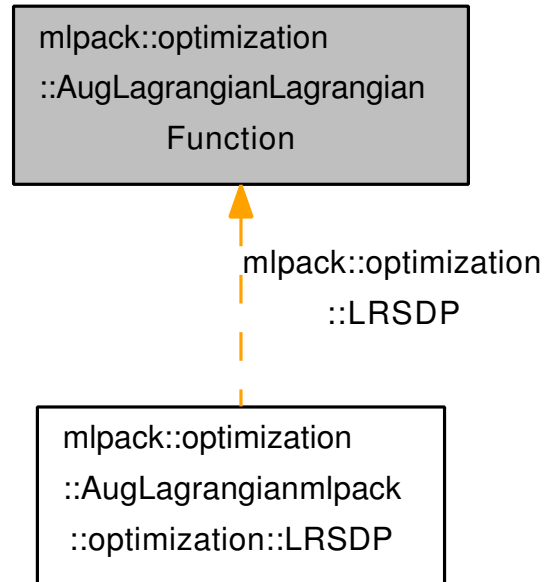 mlpack::optimization
::AugLagrangianLagrangian
Function
mlpack::optimization
::LRSDP
mlpack::optimization
::AugLagrangianmlpack
::optimization::LRSDP